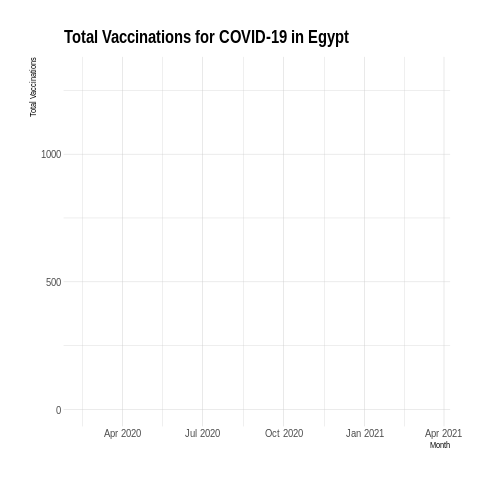 Total Vaccinations for COVID-19 in Egypt
Total Vaccinations
1000
500
0
Apr 2020 Jul 2020 Oct 2020 Jan 2021 Apr 2021
Month